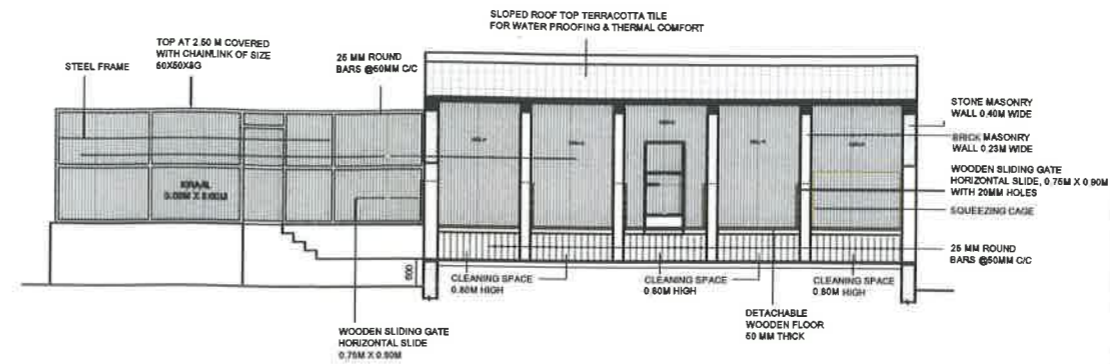 SLOPED ROOF TOP TERRACOTTA TILE
FOR WATER PROOFING & THERMAL COMFORT
TOP AT 2.50 M COVERED
WITH CHAINLINK OF SIZE
50X50X8G
25 MM ROUND
BARS @50MM C/C
STEEL FRAME
STONE MASONRY
WALL 0.40M WIDE
BRICK MASONRY
WALL 0.23M WIDE
WOODEN SLIDING GATE
HORIZONTAL SLIDE, 0.75M X 0.90M
WITH 20MM HOLES
SQUEEZING CAGE
25 MM ROUND
BARS @50MM C/C
KRAAL
600
CLEANING SPACE
0.60M HIGH
CLEANING SPACE
0.60M HIGH
CLEANING SPACE
0.60M HIGH
DETACHABLE
WOODEN FLOOR
50 MM THICK
WOODEN SLIDING GATE
HORIZONTAL SLIDE
0.75M X 0.90M